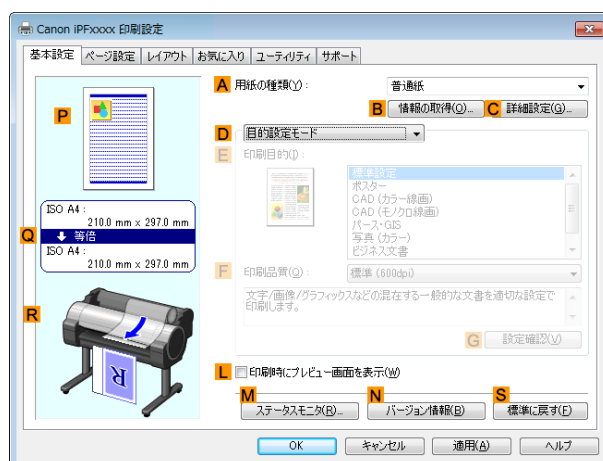 Canon iPFxxxx 印刷設定
基本設定 ページ設定 レイアウト お気に入り ユーティリティ サポート
P
A 用紙の種類(Y) : 普通紙
B 情報の取得(O)... C 詳細設定(G)...
D 目的設定モード
E 印刷目的(I) :
標準設定
ポスター
CAD (カラー線画)
CAD (モノクロ線画)
パース・GIS
写真 (カラー)
ビジネス文書
ISO A4 :
210.0 mm x 297.0 mm
Q 等倍
ISO A4 :
210.0 mm x 297.0 mm
F 印刷品質(Q) : 標準 (600dpi)
文字/画像/グラフィックスなどの混在する一般的な文書を適切な設定で
印刷します。
G 設定確認(V)
R
R
L 印刷時にプレビュー画面を表示(W)
M N S
ステータスモニタ(R)... バージョン情報(B) 標準に戻す(F)
OK キャンセル 適用(A) ヘルプ